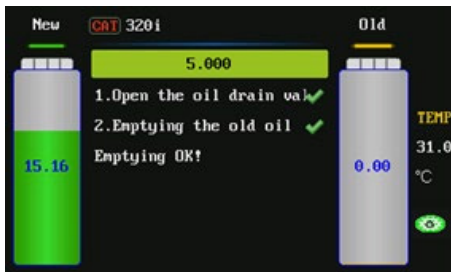 New CAT 320i Old
5.000
1.Open the oil drain val
2.Emptying the old oil
Emptying OK!
TEMP
15.16 0.00 31.0
°C